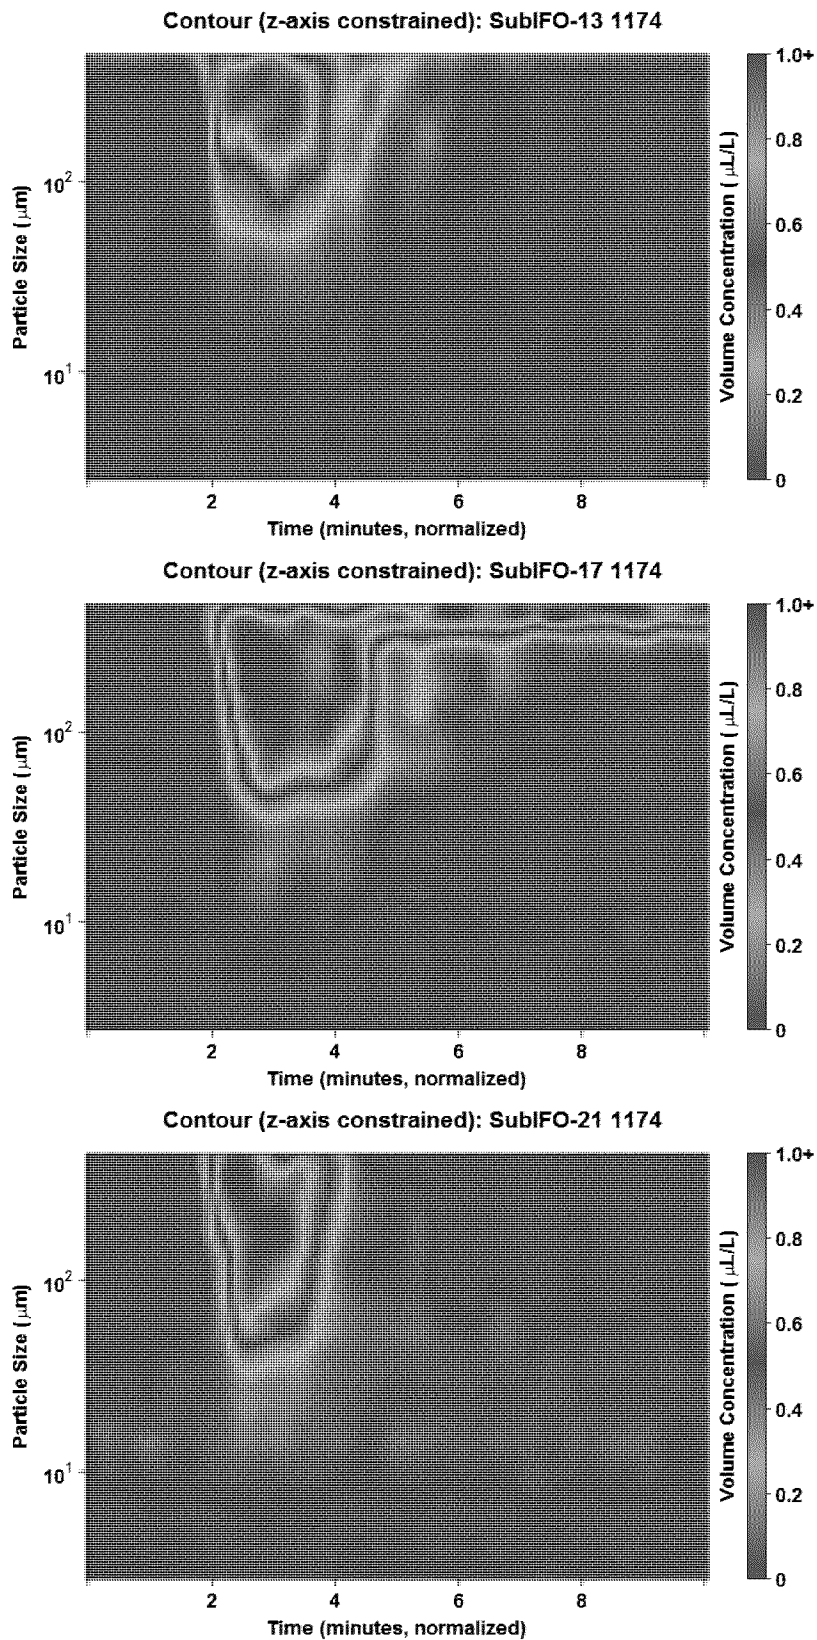 Contour (z-axis constrained): SubIFO-13 1174
Particle Size (μm)
10²
10¹
2 4 6 8
Time (minutes, normalized)
Volume Concentration ( μL/L)
1.0+
0.8
0.6
0.4
0.2
0
Contour (z-axis constrained): SubIFO-17 1174
Particle Size (μm)
10²
10¹
2 4 6 8
Time (minutes, normalized)
Volume Concentration ( μL/L)
1.0+
0.8
0.6
0.4
0.2
0
Contour (z-axis constrained): SubIFO-21 1174
Particle Size (μm)
10²
10¹
2 4 6 8
Time (minutes, normalized)
Volume Concentration ( μL/L)
1.0+
0.8
0.6
0.4
0.2
0